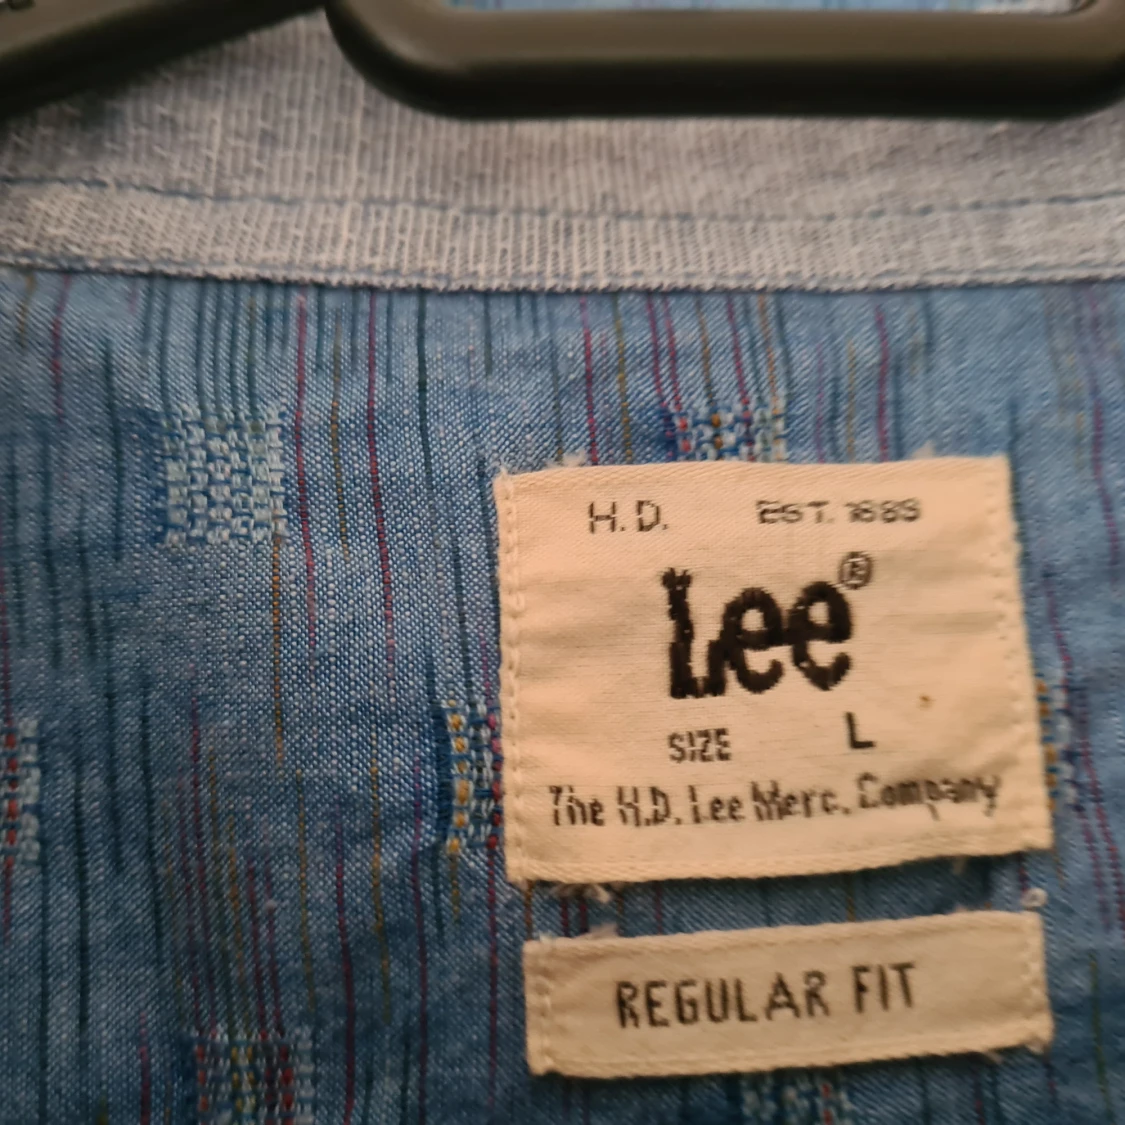 H.D. EST. 1889
Lee®
SIZE L
The H.D. Lee Merc. Company
REGULAR FIT